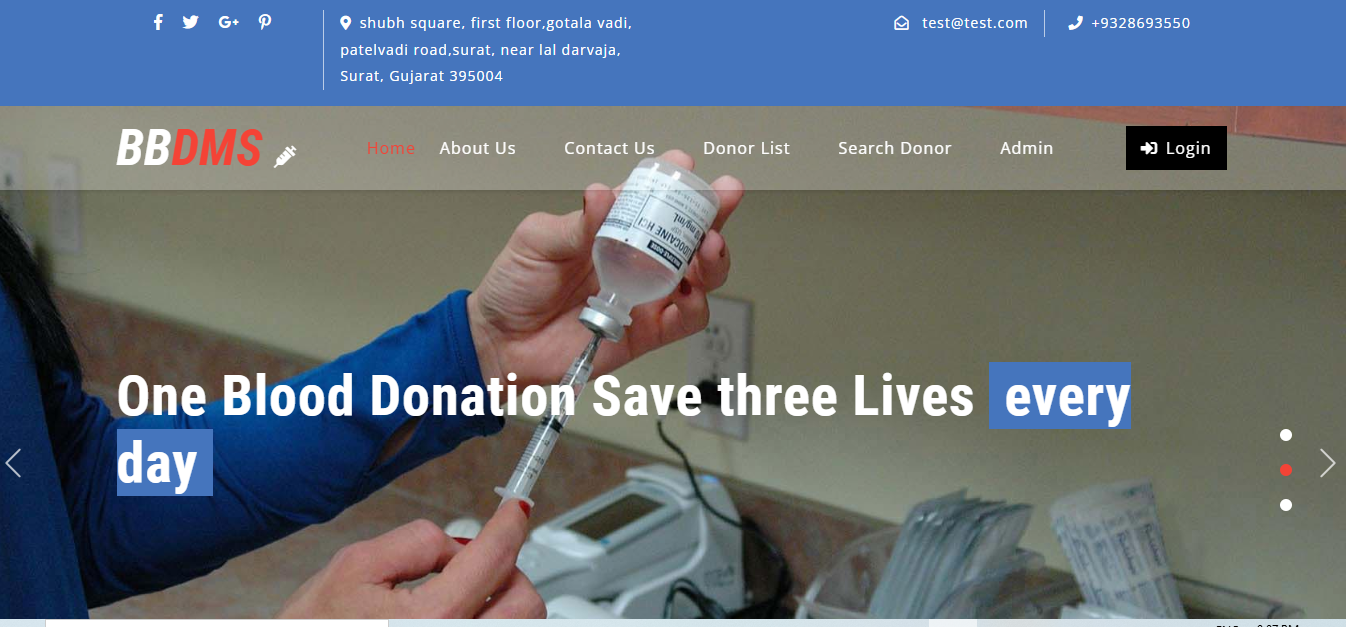 shubh square, first floor,gotala vadi,
patelvadi road,surat, near lal darvaja,
Surat, Gujarat 395004
test@test.com
+9328693550
BBDMS
Home About Us Contact Us Donor List Search Donor Admin Login
LIDOCAINE HCl
One Blood Donation Save three Lives every
day